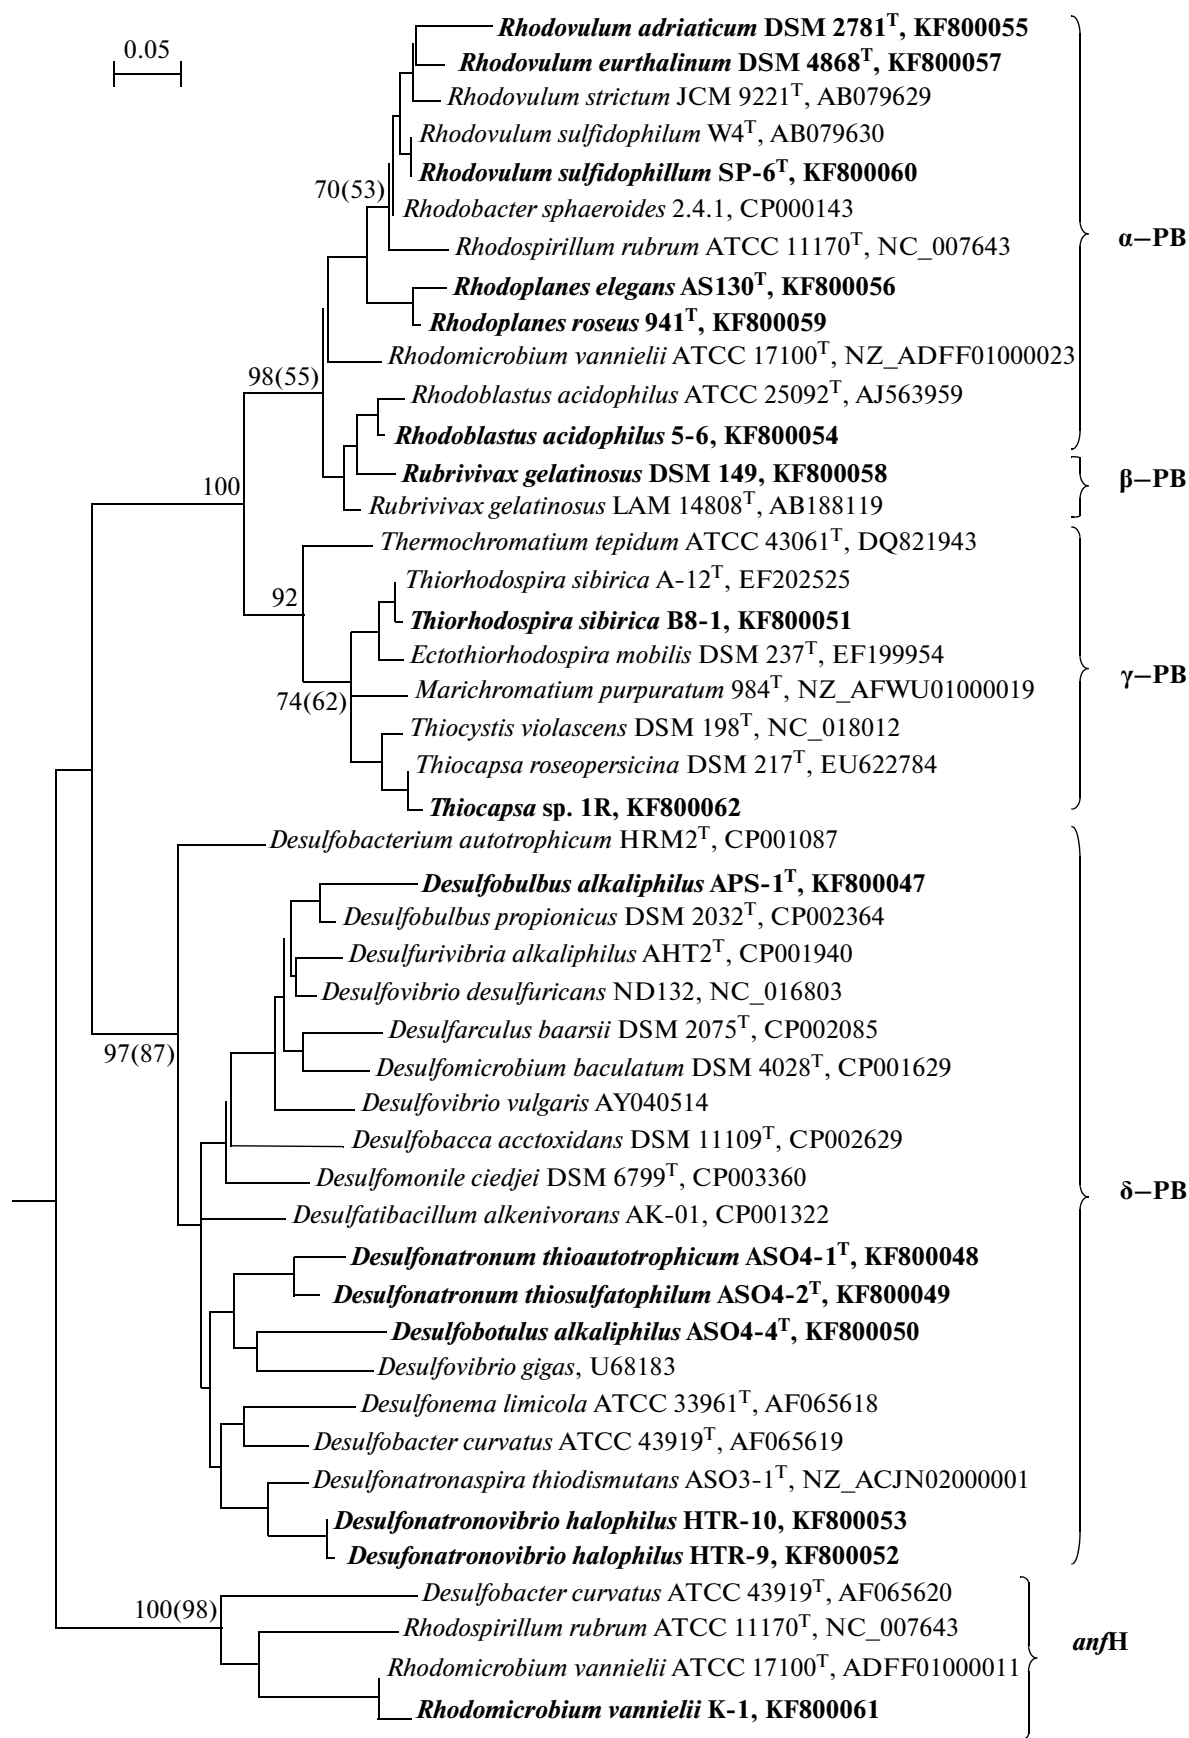 0.05
Rhodovulum adriaticum DSM 2781ᵀ, KF800055
Rhodovulum eurthalinum DSM 4868ᵀ, KF800057
Rhodovulum strictum JCM 9221ᵀ, AB079629
Rhodovulum sulfidophilum W4ᵀ, AB079630
Rhodovulum sulfidophillum SP-6ᵀ, KF800060
70(53)
Rhodobacter sphaeroides 2.4.1, CP000143
Rhodospirillum rubrum ATCC 11170ᵀ, NC_007643
α–PB
Rhodoplanes elegans AS130ᵀ, KF800056
Rhodoplanes roseus 941ᵀ, KF800059
Rhodomicrobium vannielii ATCC 17100ᵀ, NZ_ADFF01000023
98(55)
Rhodoblastus acidophilus ATCC 25092ᵀ, AJ563959
Rhodoblastus acidophilus 5-6, KF800054
Rubrivivax gelatinosus DSM 149, KF800058
β–PB
100
Rubrivivax gelatinosus LAM 14808ᵀ, AB188119
Thermochromatium tepidum ATCC 43061ᵀ, DQ821943
Thiorhodospira sibirica A-12ᵀ, EF202525
92
Thiorhodospira sibirica B8-1, KF800051
Ectothiorhodospira mobilis DSM 237ᵀ, EF199954
γ–PB
Marichromatium purpuratum 984ᵀ, NZ_AFWU01000019
74(62)
Thiocystis violascens DSM 198ᵀ, NC_018012
Thiocapsa roseopersicina DSM 217ᵀ, EU622784
Thiocapsa sp. 1R, KF800062
Desulfobacterium autotrophicum HRM2ᵀ, CP001087
Desulfobulbus alkaliphilus APS-1ᵀ, KF800047
Desulfobulbus propionicus DSM 2032ᵀ, CP002364
Desulfurivibria alkaliphilus AHT2ᵀ, CP001940
Desulfovibrio desulfuricans ND132, NC_016803
Desulfarculus baarsii DSM 2075ᵀ, CP002085
97(87)
Desulfomicrobium baculatum DSM 4028ᵀ, CP001629
Desulfovibrio vulgaris AY040514
Desulfobacca acctoxidans DSM 11109ᵀ, CP002629
Desulfomonile ciedjei DSM 6799ᵀ, CP003360
δ–PB
Desulfatibacillum alkenivorans AK-01, CP001322
Desulfonatronum thioautotrophicum ASO4-1ᵀ, KF800048
Desulfonatronum thiosulfatophilum ASO4-2ᵀ, KF800049
Desulfobotulus alkaliphilus ASO4-4ᵀ, KF800050
Desulfovibrio gigas, U68183
Desulfonema limicola ATCC 33961ᵀ, AF065618
Desulfobacter curvatus ATCC 43919ᵀ, AF065619
Desulfonatronaspira thiodismutans ASO3-1ᵀ, NZ_ACJN02000001
Desulfonatronovibrio halophilus HTR-10, KF800053
Desufonatronovibrio halophilus HTR-9, KF800052
Desulfobacter curvatus ATCC 43919ᵀ, AF065620
100(98)
Rhodospirillum rubrum ATCC 11170ᵀ, NC_007643
anfH
Rhodomicrobium vannielii ATCC 17100ᵀ, ADFF01000011
Rhodomicrobium vannielii K-1, KF800061